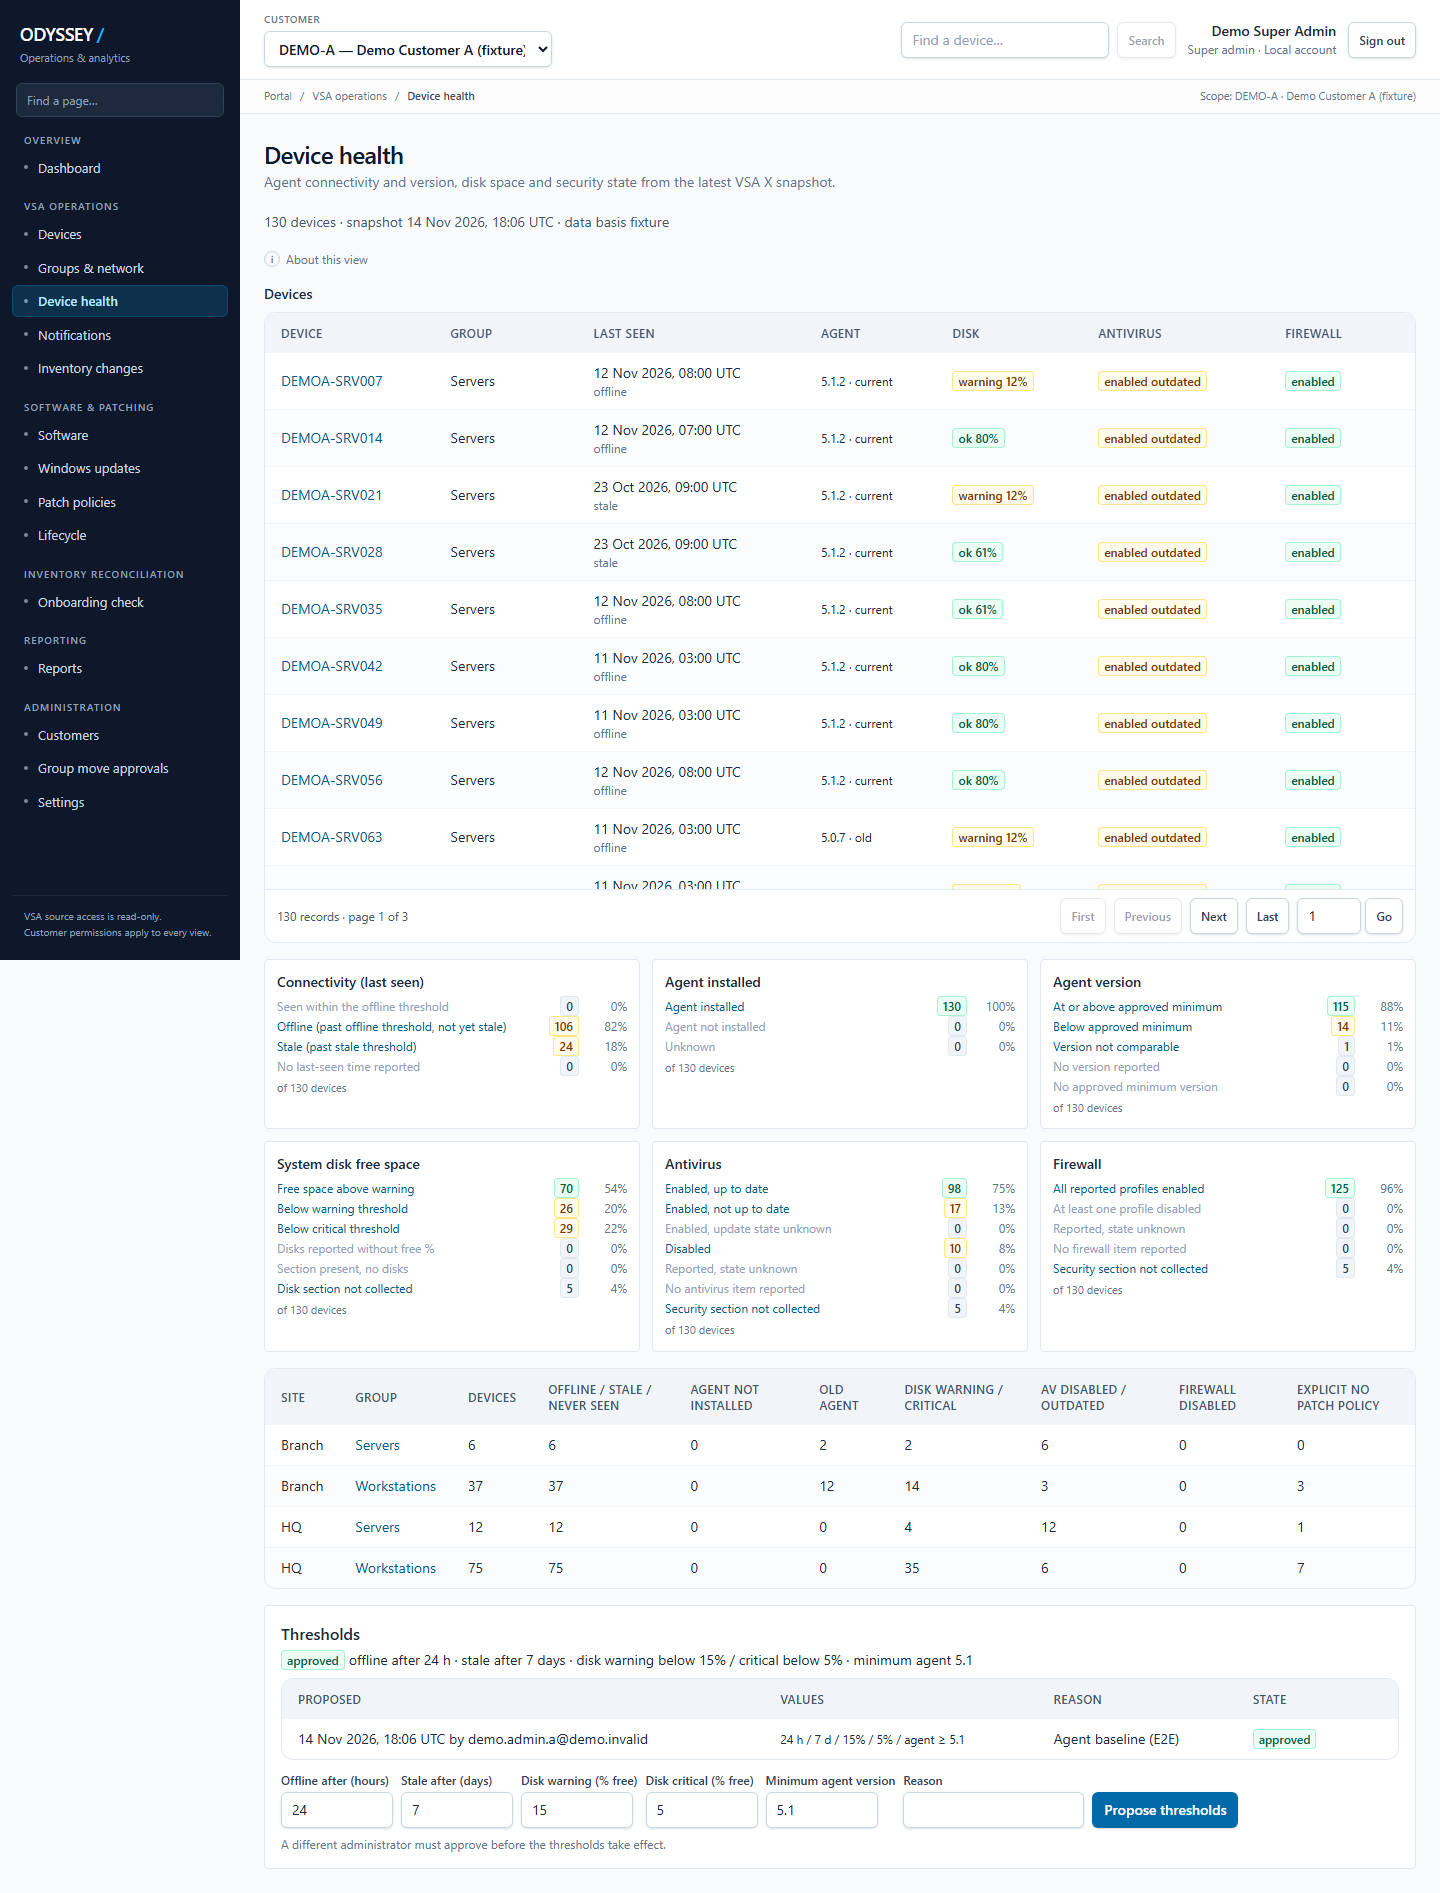 ODYSSEY /
Operations & analytics
Find a page...
OVERVIEW
Dashboard
VSA OPERATIONS
Devices
Groups & network
Device health
Notifications
Inventory changes
SOFTWARE & PATCHING
Software
Windows updates
Patch policies
Lifecycle
INVENTORY RECONCILIATION
Onboarding check
REPORTING
Reports
ADMINISTRATION
Customers
Group move approvals
Settings
VSA source access is read-only.
Customer permissions apply to every view.
CUSTOMER
DEMO-A — Demo Customer A (fixture)
Find a device...
Search
Demo Super Admin
Super admin · Local account
Sign out
Portal / VSA operations / Device health
Scope: DEMO-A · Demo Customer A (fixture)
Device health
Agent connectivity and version, disk space and security state from the latest VSA X snapshot.
130 devices · snapshot 14 Nov 2026, 18:06 UTC · data basis fixture
i About this view
Devices
DEVICE GROUP LAST SEEN AGENT DISK ANTIVIRUS FIREWALL
DEMOA-SRV007 Servers 12 Nov 2026, 08:00 UTC 5.1.2 · current warning 12% enabled outdated enabled
offline
DEMOA-SRV014 Servers 12 Nov 2026, 07:00 UTC 5.1.2 · current ok 80% enabled outdated enabled
offline
DEMOA-SRV021 Servers 23 Oct 2026, 09:00 UTC 5.1.2 · current warning 12% enabled outdated enabled
stale
DEMOA-SRV028 Servers 23 Oct 2026, 09:00 UTC 5.1.2 · current ok 61% enabled outdated enabled
stale
DEMOA-SRV035 Servers 12 Nov 2026, 08:00 UTC 5.1.2 · current ok 61% enabled outdated enabled
offline
DEMOA-SRV042 Servers 11 Nov 2026, 03:00 UTC 5.1.2 · current ok 80% enabled outdated enabled
offline
DEMOA-SRV049 Servers 11 Nov 2026, 03:00 UTC 5.1.2 · current ok 80% enabled outdated enabled
offline
DEMOA-SRV056 Servers 12 Nov 2026, 08:00 UTC 5.1.2 · current ok 80% enabled outdated enabled
offline
DEMOA-SRV063 Servers 11 Nov 2026, 03:00 UTC 5.0.7 · old warning 12% enabled outdated enabled
offline
11 Nov 2026, 03:00 UTC
130 records · page 1 of 3 First Previous Next Last 1 Go
Connectivity (last seen)
Seen within the offline threshold 0 0%
Offline (past offline threshold, not yet stale) 106 82%
Stale (past stale threshold) 24 18%
No last-seen time reported 0 0%
of 130 devices
Agent installed
Agent installed 130 100%
Agent not installed 0 0%
Unknown 0 0%
of 130 devices
Agent version
At or above approved minimum 115 88%
Below approved minimum 14 11%
Version not comparable 1 1%
No version reported 0 0%
No approved minimum version 0 0%
of 130 devices
System disk free space
Free space above warning 70 54%
Below warning threshold 26 20%
Below critical threshold 29 22%
Disks reported without free % 0 0%
Section present, no disks 0 0%
Disk section not collected 5 4%
of 130 devices
Antivirus
Enabled, up to date 98 75%
Enabled, not up to date 17 13%
Enabled, update state unknown 0 0%
Disabled 10 8%
Reported, state unknown 0 0%
No antivirus item reported 0 0%
Security section not collected 5 4%
of 130 devices
Firewall
All reported profiles enabled 125 96%
At least one profile disabled 0 0%
Reported, state unknown 0 0%
No firewall item reported 0 0%
Security section not collected 5 4%
of 130 devices
SITE GROUP DEVICES OFFLINE / STALE / NEVER SEEN AGENT NOT INSTALLED OLD AGENT DISK WARNING / CRITICAL AV DISABLED / OUTDATED FIREWALL DISABLED EXPLICIT NO PATCH POLICY
Branch Servers 6 6 0 2 2 6 0 0
Branch Workstations 37 37 0 12 14 3 0 3
HQ Servers 12 12 0 0 4 12 0 1
HQ Workstations 75 75 0 0 35 6 0 7
Thresholds
approved offline after 24 h · stale after 7 days · disk warning below 15% / critical below 5% · minimum agent 5.1
PROPOSED VALUES REASON STATE
14 Nov 2026, 18:06 UTC by demo.admin.a@demo.invalid 24 h / 7 d / 15% / 5% / agent ≥ 5.1 Agent baseline (E2E) approved
Offline after (hours) Stale after (days) Disk warning (% free) Disk critical (% free) Minimum agent version Reason
24 7 15 5 5.1 Propose thresholds
A different administrator must approve before the thresholds take effect.